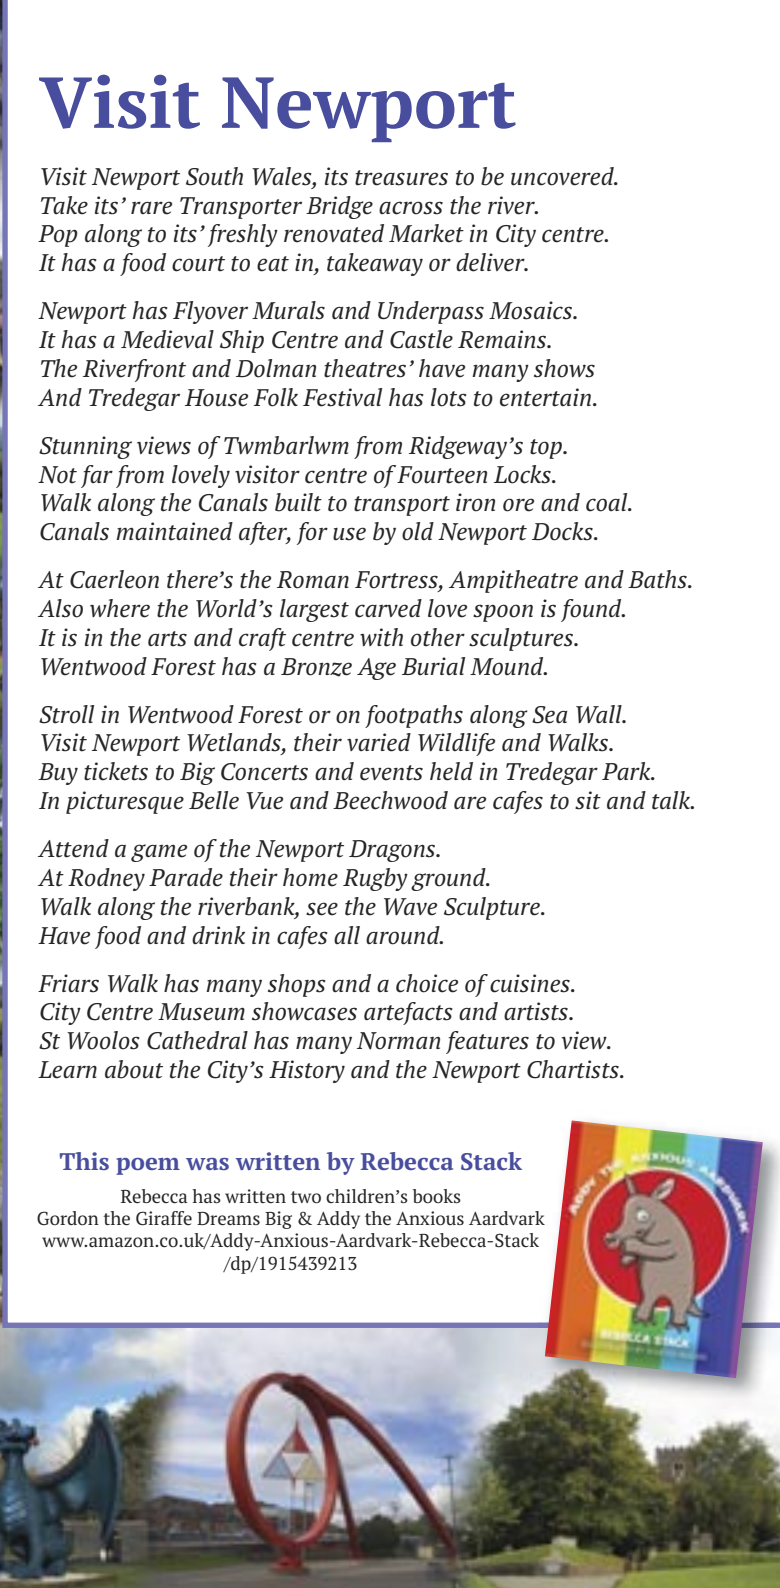 Visit Newport
Visit Newport South Wales, its treasures to be uncovered.
Take its' rare Transporter Bridge across the river.
Pop along to its' freshly renovated Market in City centre.
It has a food court to eat in, takeaway or deliver.
Newport has Flyover Murals and Underpass Mosaics.
It has a Medieval Ship Centre and Castle Remains.
The Riverfront and Dolman theatres' have many shows
And Tredegar House Folk Festival has lots to entertain.
Stunning views of Twmbarlwm from Ridgeway's top.
Not far from lovely visitor centre of Fourteen Locks.
Walk along the Canals built to transport iron ore and coal.
Canals maintained after, for use by old Newport Docks.
At Caerleon there's the Roman Fortress, Ampitheatre and Baths.
Also where the World's largest carved love spoon is found.
It is in the arts and craft centre with other sculptures.
Wentwood Forest has a Bronze Age Burial Mound.
Stroll in Wentwood Forest or on footpaths along Sea Wall.
Visit Newport Wetlands, their varied Wildlife and Walks.
Buy tickets to Big Concerts and events held in Tredegar Park.
In picturesque Belle Vue and Beechwood are cafes to sit and talk.
Attend a game of the Newport Dragons.
At Rodney Parade their home Rugby ground.
Walk along the riverbank, see the Wave Sculpture.
Have food and drink in cafes all around.
Friars Walk has many shops and a choice of cuisines.
City Centre Museum showcases artefacts and artists.
St Woolos Cathedral has many Norman features to view.
Learn about the City's History and the Newport Chartists.
This poem was written by Rebecca Stack
Rebecca has written two children's books
Gordon the Giraffe Dreams Big & Addy the Anxious Aardvark
www.amazon.co.uk/Addy-Anxious-Aardvark-Rebecca-Stack
/dp/1915439213
ADDY THE ANXIOUS AARDVARK
REBECCA STACK